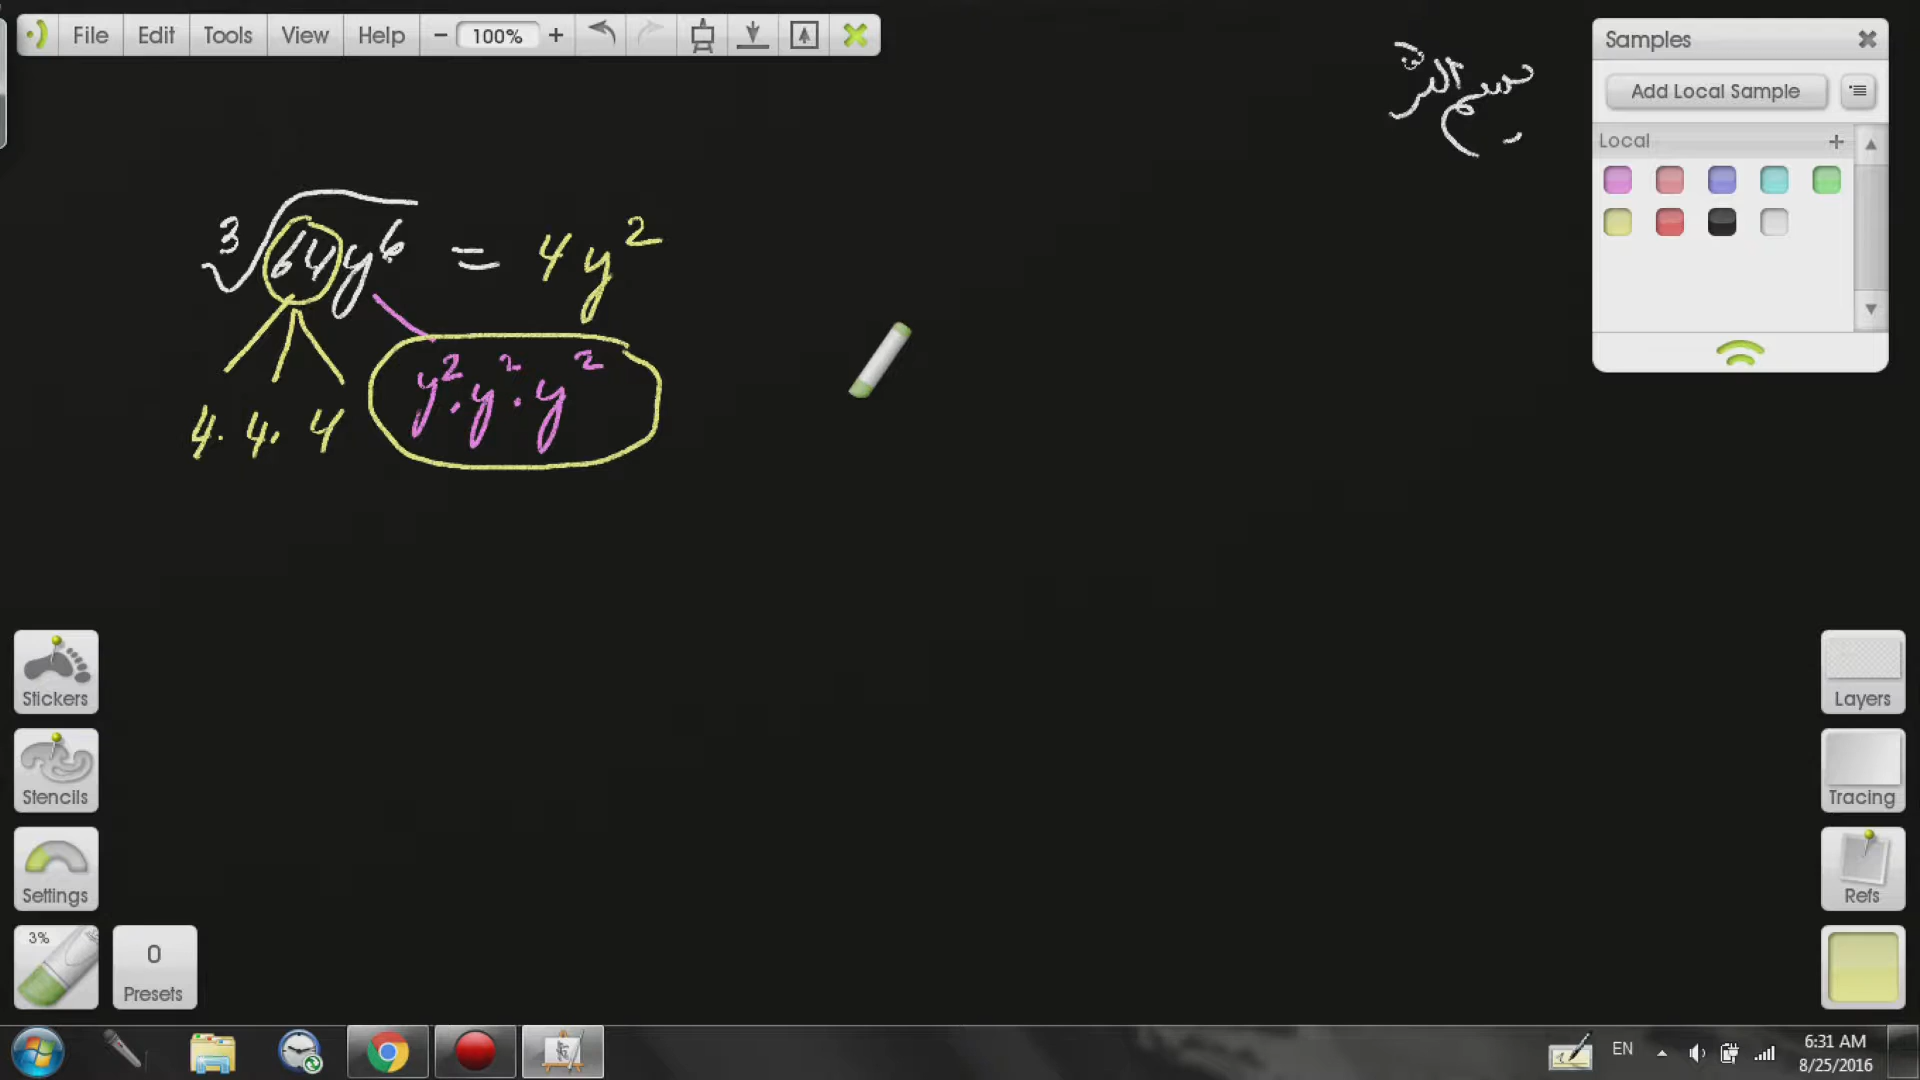 File Edit Tools View Help − 100% +
Samples
Add Local Sample
Local +
بسم الله
∛64y⁶ = 4y²
y² · y² · y²
4 · 4 · 4
Stickers
Layers
Stencils
Tracing
Settings
Refs
3%
0
Presets
EN
6:31 AM
8/25/2016